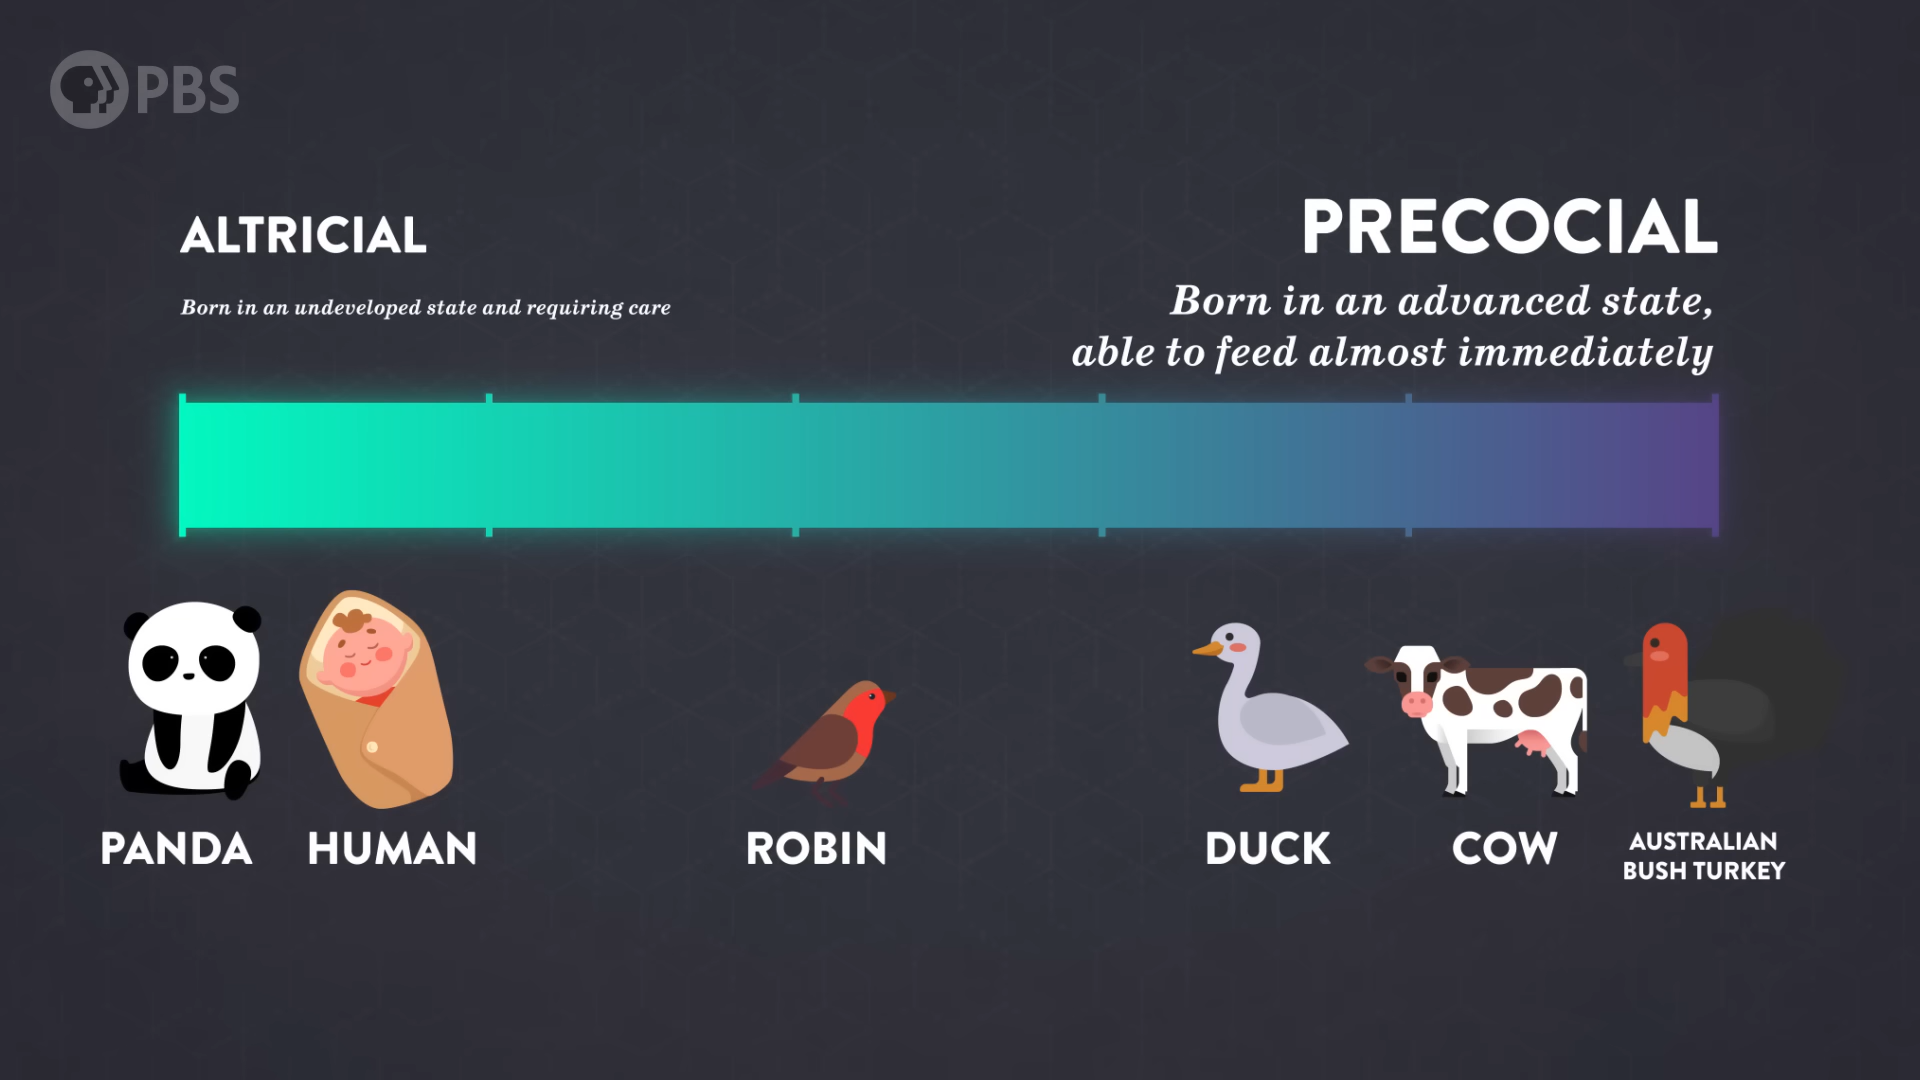 PBS
ALTRICIAL
Born in an undeveloped state and requiring care
PRECOCIAL
Born in an advanced state,
able to feed almost immediately
PANDA
HUMAN
ROBIN
DUCK
COW
AUSTRALIAN
BUSH TURKEY